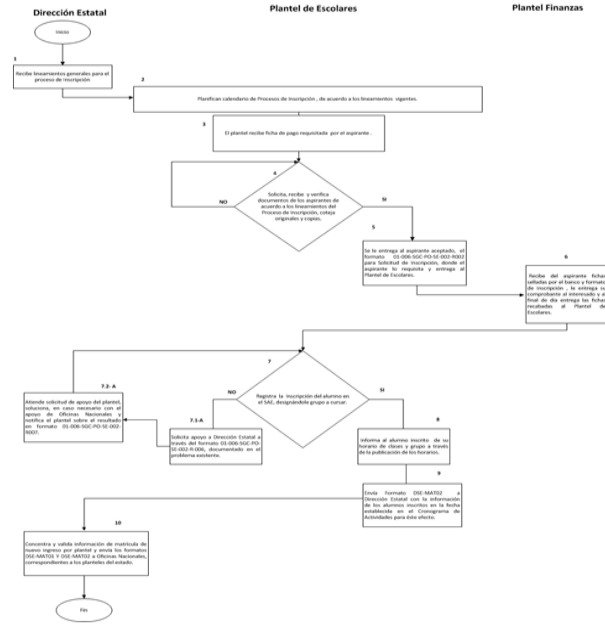 Dirección Estatal
Plantel de Escolares
Plantel Finanzas
Inicio
1
Recibe lineamentos generales para el
proceso de inscripción
2
Planifican calendario de Procesos de Inscripción , de acuerdo a los lineamientos vigentes.
3
El plantel recibe ficha de pago requisitada por el aspirante .
4
Solicita, recibe y verifica
documentos de los aspirantes de
acuerdo a los lineamientos del
Proceso de Inscripción, coteja
originales y copias.
NO
SI
5
Se le entrega al aspirante aceptado, el
formato 01-006-SGC-PO-SE-002-R002
para Solicitud de Inscripción, donde el
aspirante lo requisita y entrega al
Plantel de Escolares.
6
Recibe del aspirante fichas
selladas por el banco y formato
de inscripción , le entrega su
comprobante al interesado y al
final de día entrega las fichas
recabadas al Plantel de
Escolares.
7
Registra la inscripción del alumno en
el SAC, designándole grupo a cursar.
NO
SI
7.2- A
Atiende solicitud de apoyo del plantel,
soluciona, en caso necesario con el
apoyo de Oficinas Nacionales y
notifica el plantel sobre el resultado
en formato 01-006-SGC-PO-SE-002-
R007.
7.1-A
Solicita apoyo a Dirección Estatal a
través del formato 01-006-SGC-PO-
SE-002-R-006, documentado en el
problema existente.
8
Informa al alumno inscrito de su
horario de clases y grupo a través
de la publicación de los horarios.
9
Envía formato DSE-MAT02 a
Dirección Estatal con la información
de los alumnos inscritos en la fecha
establecida en el Cronograma de
Actividades para éste efecto.
10
Concentra y valida información de matrícula de
nuevo ingreso por plantel y envía los formatos
DSE-MAT01 Y DSE-MAT02 a Oficinas Nacionales,
correspondientes a los planteles del estado.
Fin